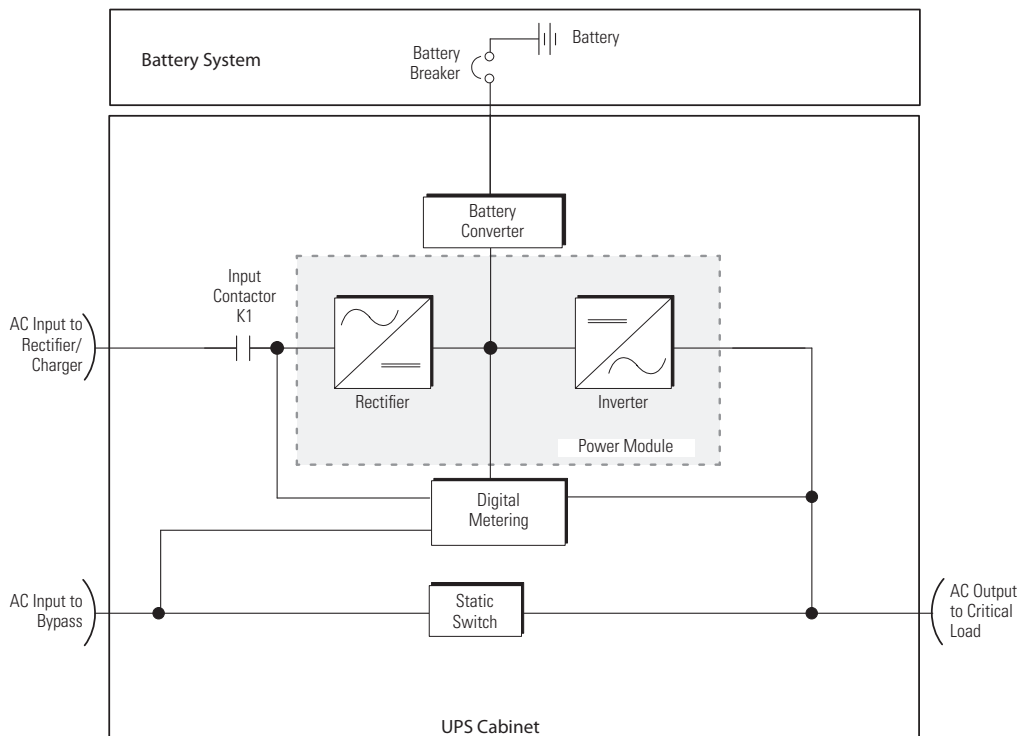 Battery System
Battery
Breaker
Battery
Battery
Converter
Input
Contactor
K1
AC Input to
Rectifier/
Charger
Rectifier
Inverter
Power Module
Digital
Metering
AC Input to
Bypass
Static
Switch
AC Output
to Critical
Load
UPS Cabinet